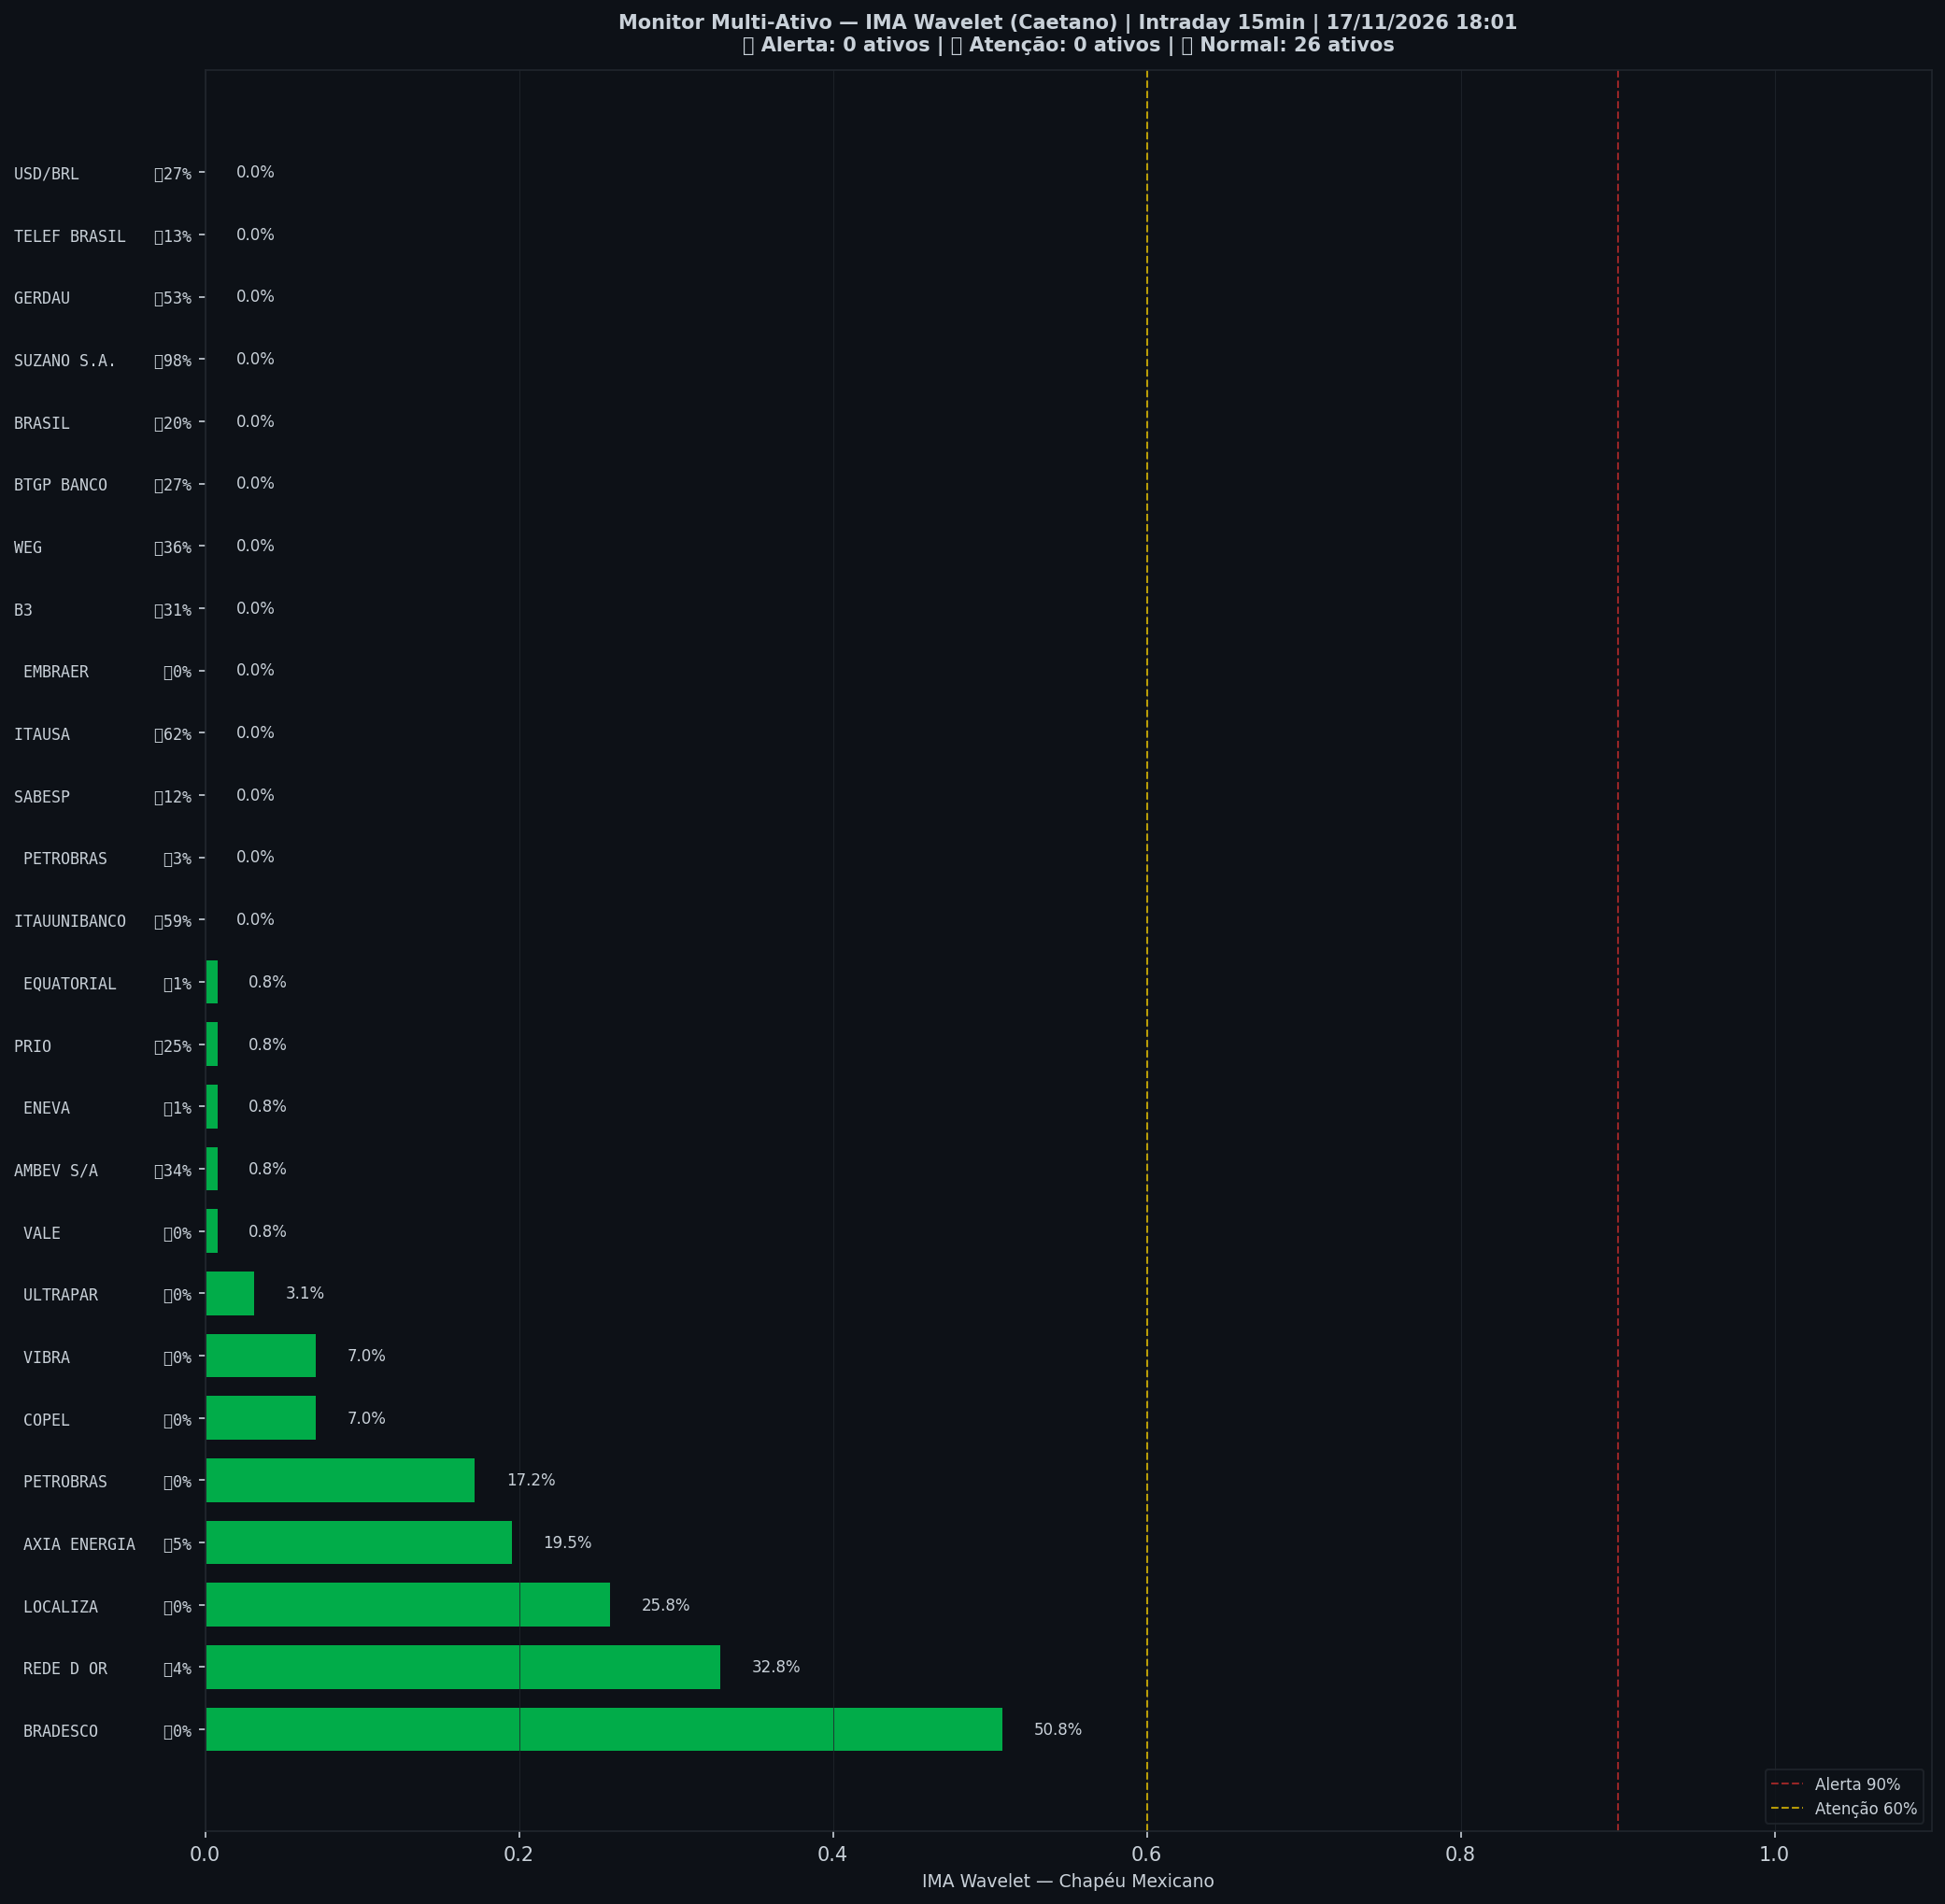 Monitor Multi-Ativo — IMA Wavelet (Caetano) | Intraday 15min | 17/11/2026 18:01
▯ Alerta: 0 ativos | ▯ Atenção: 0 ativos | ▯ Normal: 26 ativos
USD/BRL ▯27% 0.0%
TELEF BRASIL ▯13% 0.0%
GERDAU ▯53% 0.0%
SUZANO S.A. ▯98% 0.0%
BRASIL ▯20% 0.0%
BTGP BANCO ▯27% 0.0%
WEG ▯36% 0.0%
B3 ▯31% 0.0%
EMBRAER ▯0% 0.0%
ITAUSA ▯62% 0.0%
SABESP ▯12% 0.0%
PETROBRAS ▯3% 0.0%
ITAUUNIBANCO ▯59% 0.0%
EQUATORIAL ▯1% 0.8%
PRIO ▯25% 0.8%
ENEVA ▯1% 0.8%
AMBEV S/A ▯34% 0.8%
VALE ▯0% 0.8%
ULTRAPAR ▯0% 3.1%
VIBRA ▯0% 7.0%
COPEL ▯0% 7.0%
PETROBRAS ▯0% 17.2%
AXIA ENERGIA ▯5% 19.5%
LOCALIZA ▯0% 25.8%
REDE D OR ▯4% 32.8%
BRADESCO ▯0% 50.8%
Alerta 90%
Atenção 60%
0.0 0.2 0.4 0.6 0.8 1.0
IMA Wavelet — Chapéu Mexicano